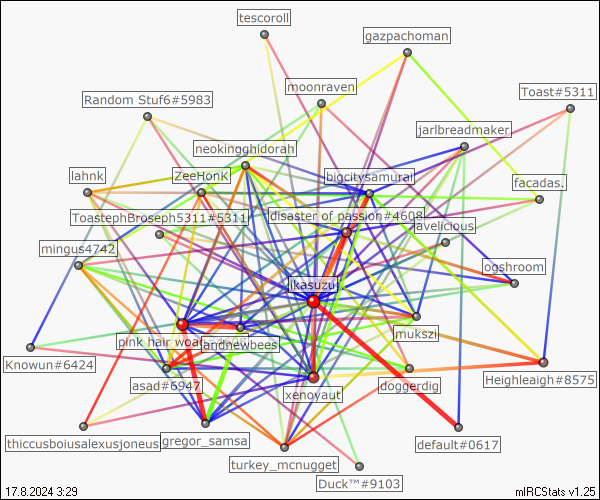 tescoroll
gazpachoman
moonraven
Toast#5311
Random Stuf6#5983
jarlbreadmaker
neokingghidorah
lahnk
ZeeHonk
bigcitysamurai
facadas.
ToastephBroseph5311#5311
disaster of passion#4608
lavelicious
mingus4742
ogshroom
ikasuzu
pink hair woa
andnewbees
jmukszi
Knowun#6424
asad#6947
xenoyaut
doggerdig
Heighleaigh#8575
thiccusboiusalexusjoneus
gregor_samsa
default#0617
turkey_mcnugget
Duck™#9103
17.8.2024 3:29
mIRCStats v1.25